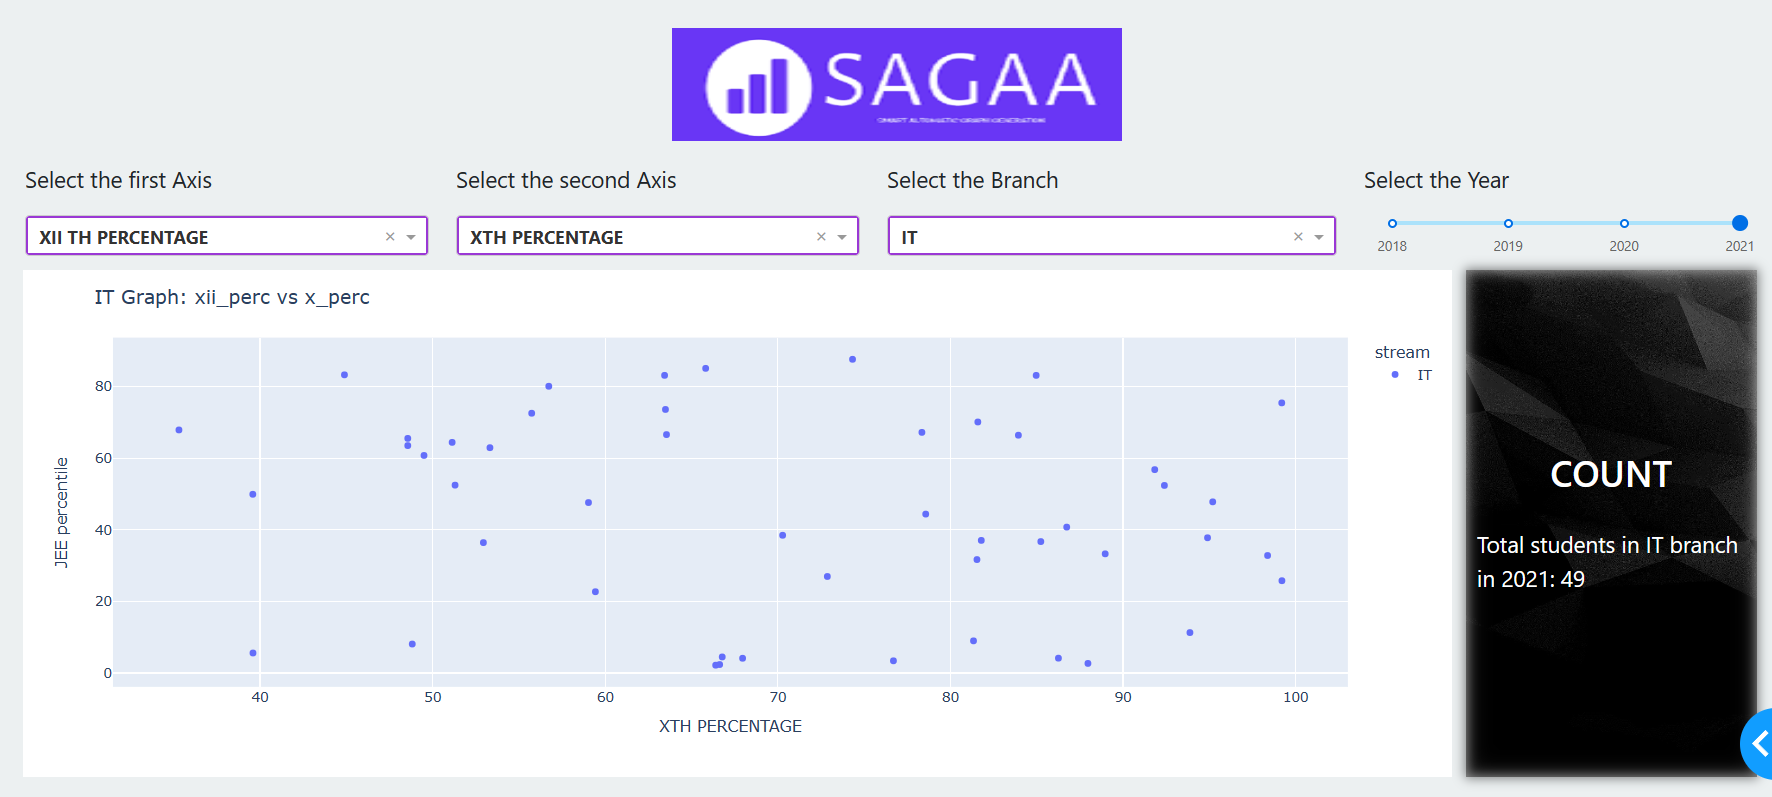 SAGAA
SMART AUTOMATIC GRAPH GENERATION
Select the first Axis
Select the second Axis
Select the Branch
Select the Year
XII TH PERCENTAGE
XTH PERCENTAGE
IT
2018 2019 2020 2021
IT Graph: xii_perc vs x_perc
stream
IT
JEE percentile
80
60
40
20
0
40 50 60 70 80 90 100
XTH PERCENTAGE
COUNT
Total students in IT branch
in 2021: 49